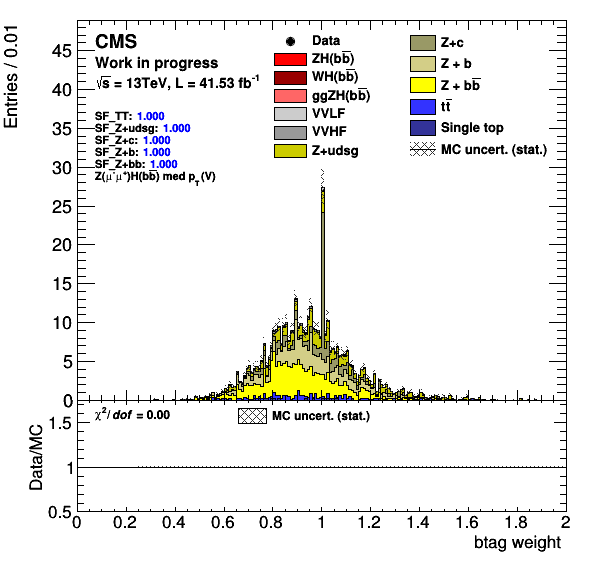 CMS
Work in progress
√s = 13TeV, L = 41.53 fb⁻¹
SF_TT: 1.000
SF_Z+udsg: 1.000
SF_Z+c: 1.000
SF_Z+b: 1.000
SF_Z+bb: 1.000
Z(μ⁻μ⁺)H(bb̅) med p_T(V)
Data
ZH(bb̅)
WH(bb̅)
ggZH(bb̅)
VVLF
VVHF
Z+udsg
Z+c
Z + b
Z + bb̅
tt̅
Single top
MC uncert. (stat.)
Entries / 0.01
45
40
35
30
25
20
15
10
5
0
χ²/dof = 0.00
MC uncert. (stat.)
Data/MC
1.5
1
0.5
0 0.2 0.4 0.6 0.8 1 1.2 1.4 1.6 1.8 2
btag weight